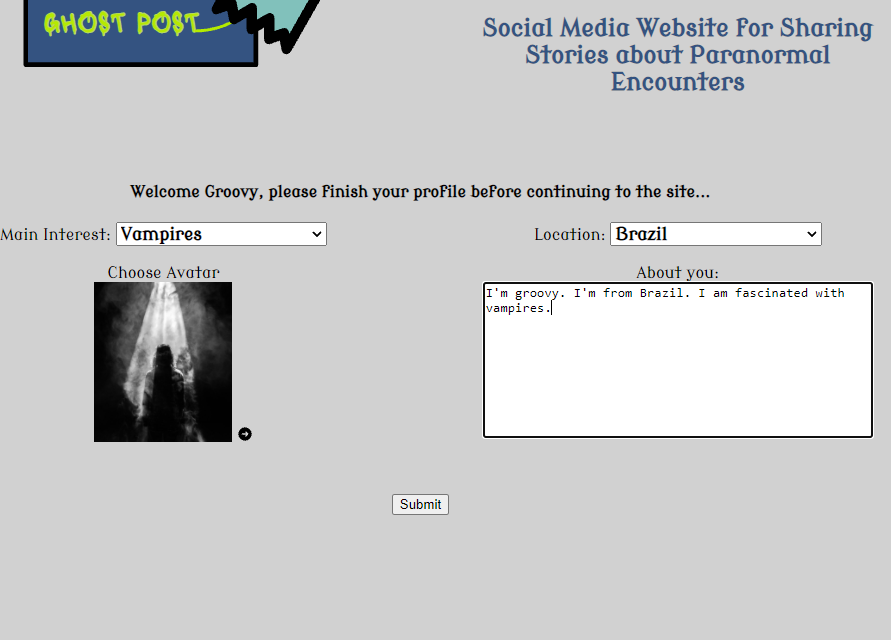 GHOST POST
Social Media Website for Sharing
Stories about Paranormal
Encounters
Welcome Groovy, please finish your profile before continuing to the site...
Main Interest: Vampires
Location: Brazil
Choose Avatar
About you:
I'm groovy. I'm from Brazil. I am fascinated with
vampires.
Submit